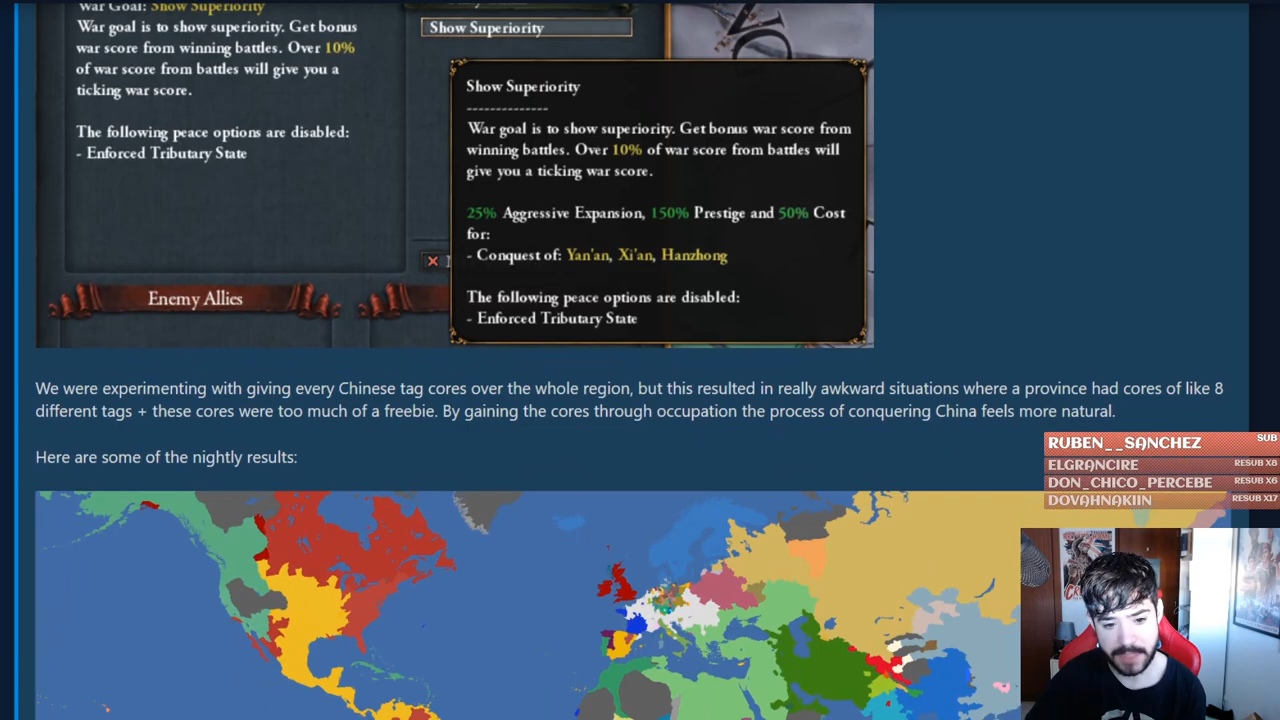 War Goal: Show Superiority
War goal is to show superiority. Get bonus
war score from winning battles. Over 10%
of war score from battles will give you a
ticking war score.
The following peace options are disabled:
- Enforced Tributary State
Enemy Allies
Show Superiority
Show Superiority
--------------
War goal is to show superiority. Get bonus war score from
winning battles. Over 10% of war score from battles will
give you a ticking war score.
25% Aggressive Expansion, 150% Prestige and 50% Cost
for:
- Conquest of: Yan'an, Xi'an, Hanzhong
The following peace options are disabled:
- Enforced Tributary State
We were experimenting with giving every Chinese tag cores over the whole region, but this resulted in really awkward situations where a province had cores of like 8
different tags + these cores were too much of a freebie. By gaining the cores through occupation the process of conquering China feels more natural.
Here are some of the nightly results:
RUBEN__SANCHEZ SUB
ELGRANCIRE RESUB X8
DON_CHICO_PERCEBE RESUB X6
DOVAHNAKIIN RESUB X17